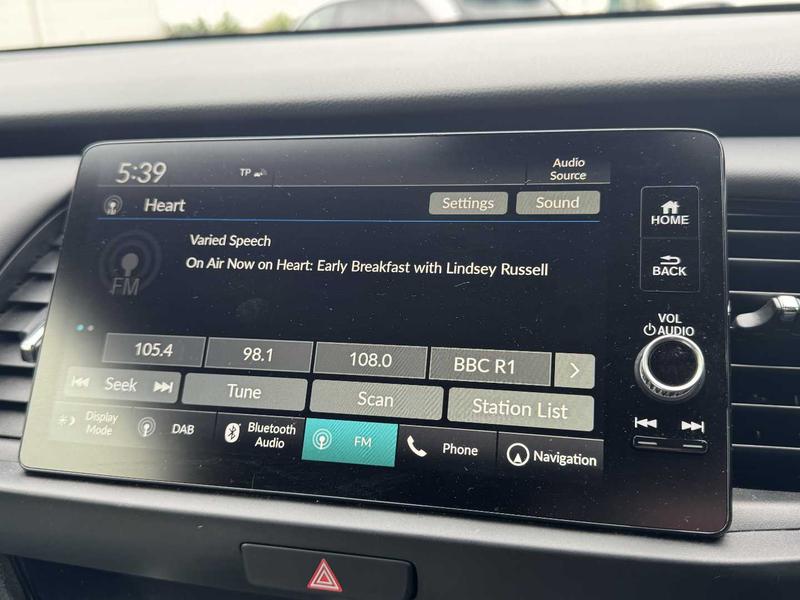 5:39
TP
Audio
Source
Heart
Settings
Sound
HOME
Varied Speech
On Air Now on Heart: Early Breakfast with Lindsey Russell
FM
BACK
VOL
AUDIO
105.4
98.1
108.0
BBC R1
Seek
Tune
Scan
Station List
Display
Mode
DAB
Bluetooth
Audio
FM
Phone
Navigation